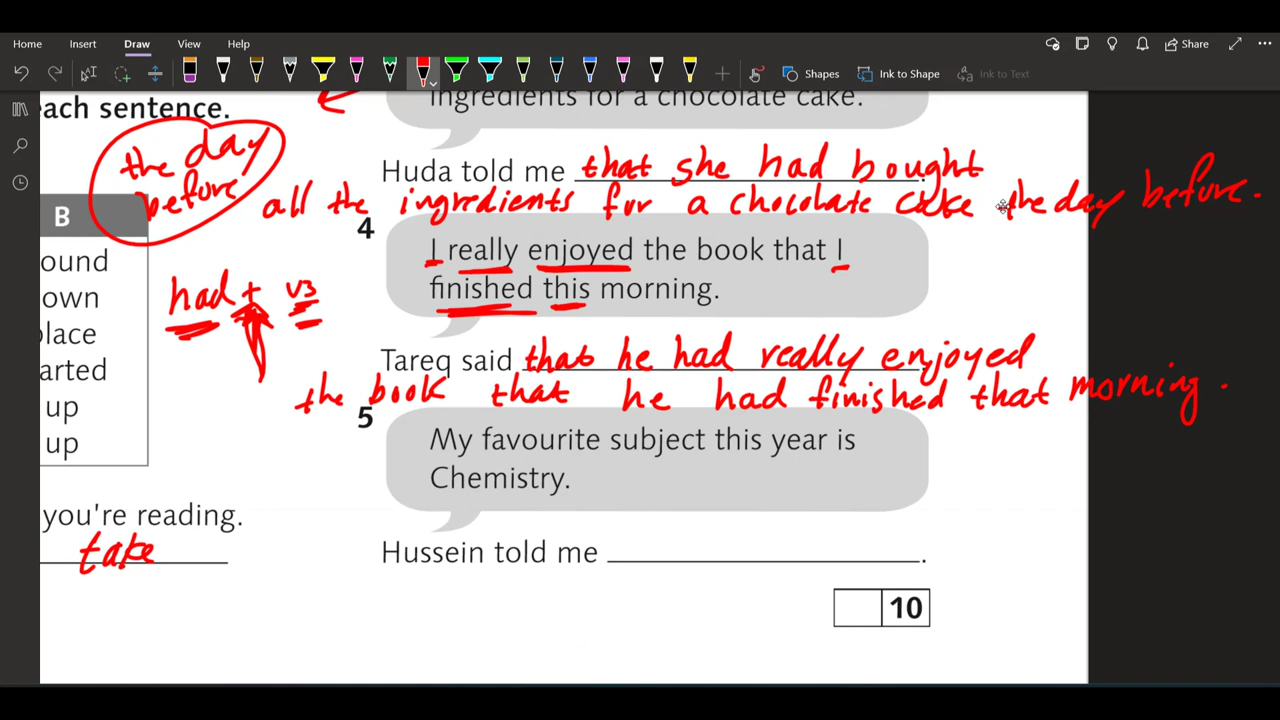 Home Insert Draw View Help
Share
Shapes Ink to Shape Ink to Text
each sentence.
ingredients for a chocolate cake.
the day
before
Huda told me that she had bought
all the ingredients for a chocolate cake the day before.
B
ound
own
place
arted
up
up
4
I really enjoyed the book that I
finished this morning.
had + v3
Tareq said that he had really enjoyed.
the book that he had finished that morning.
5
My favourite subject this year is
Chemistry.
you're reading.
take
Hussein told me .
10